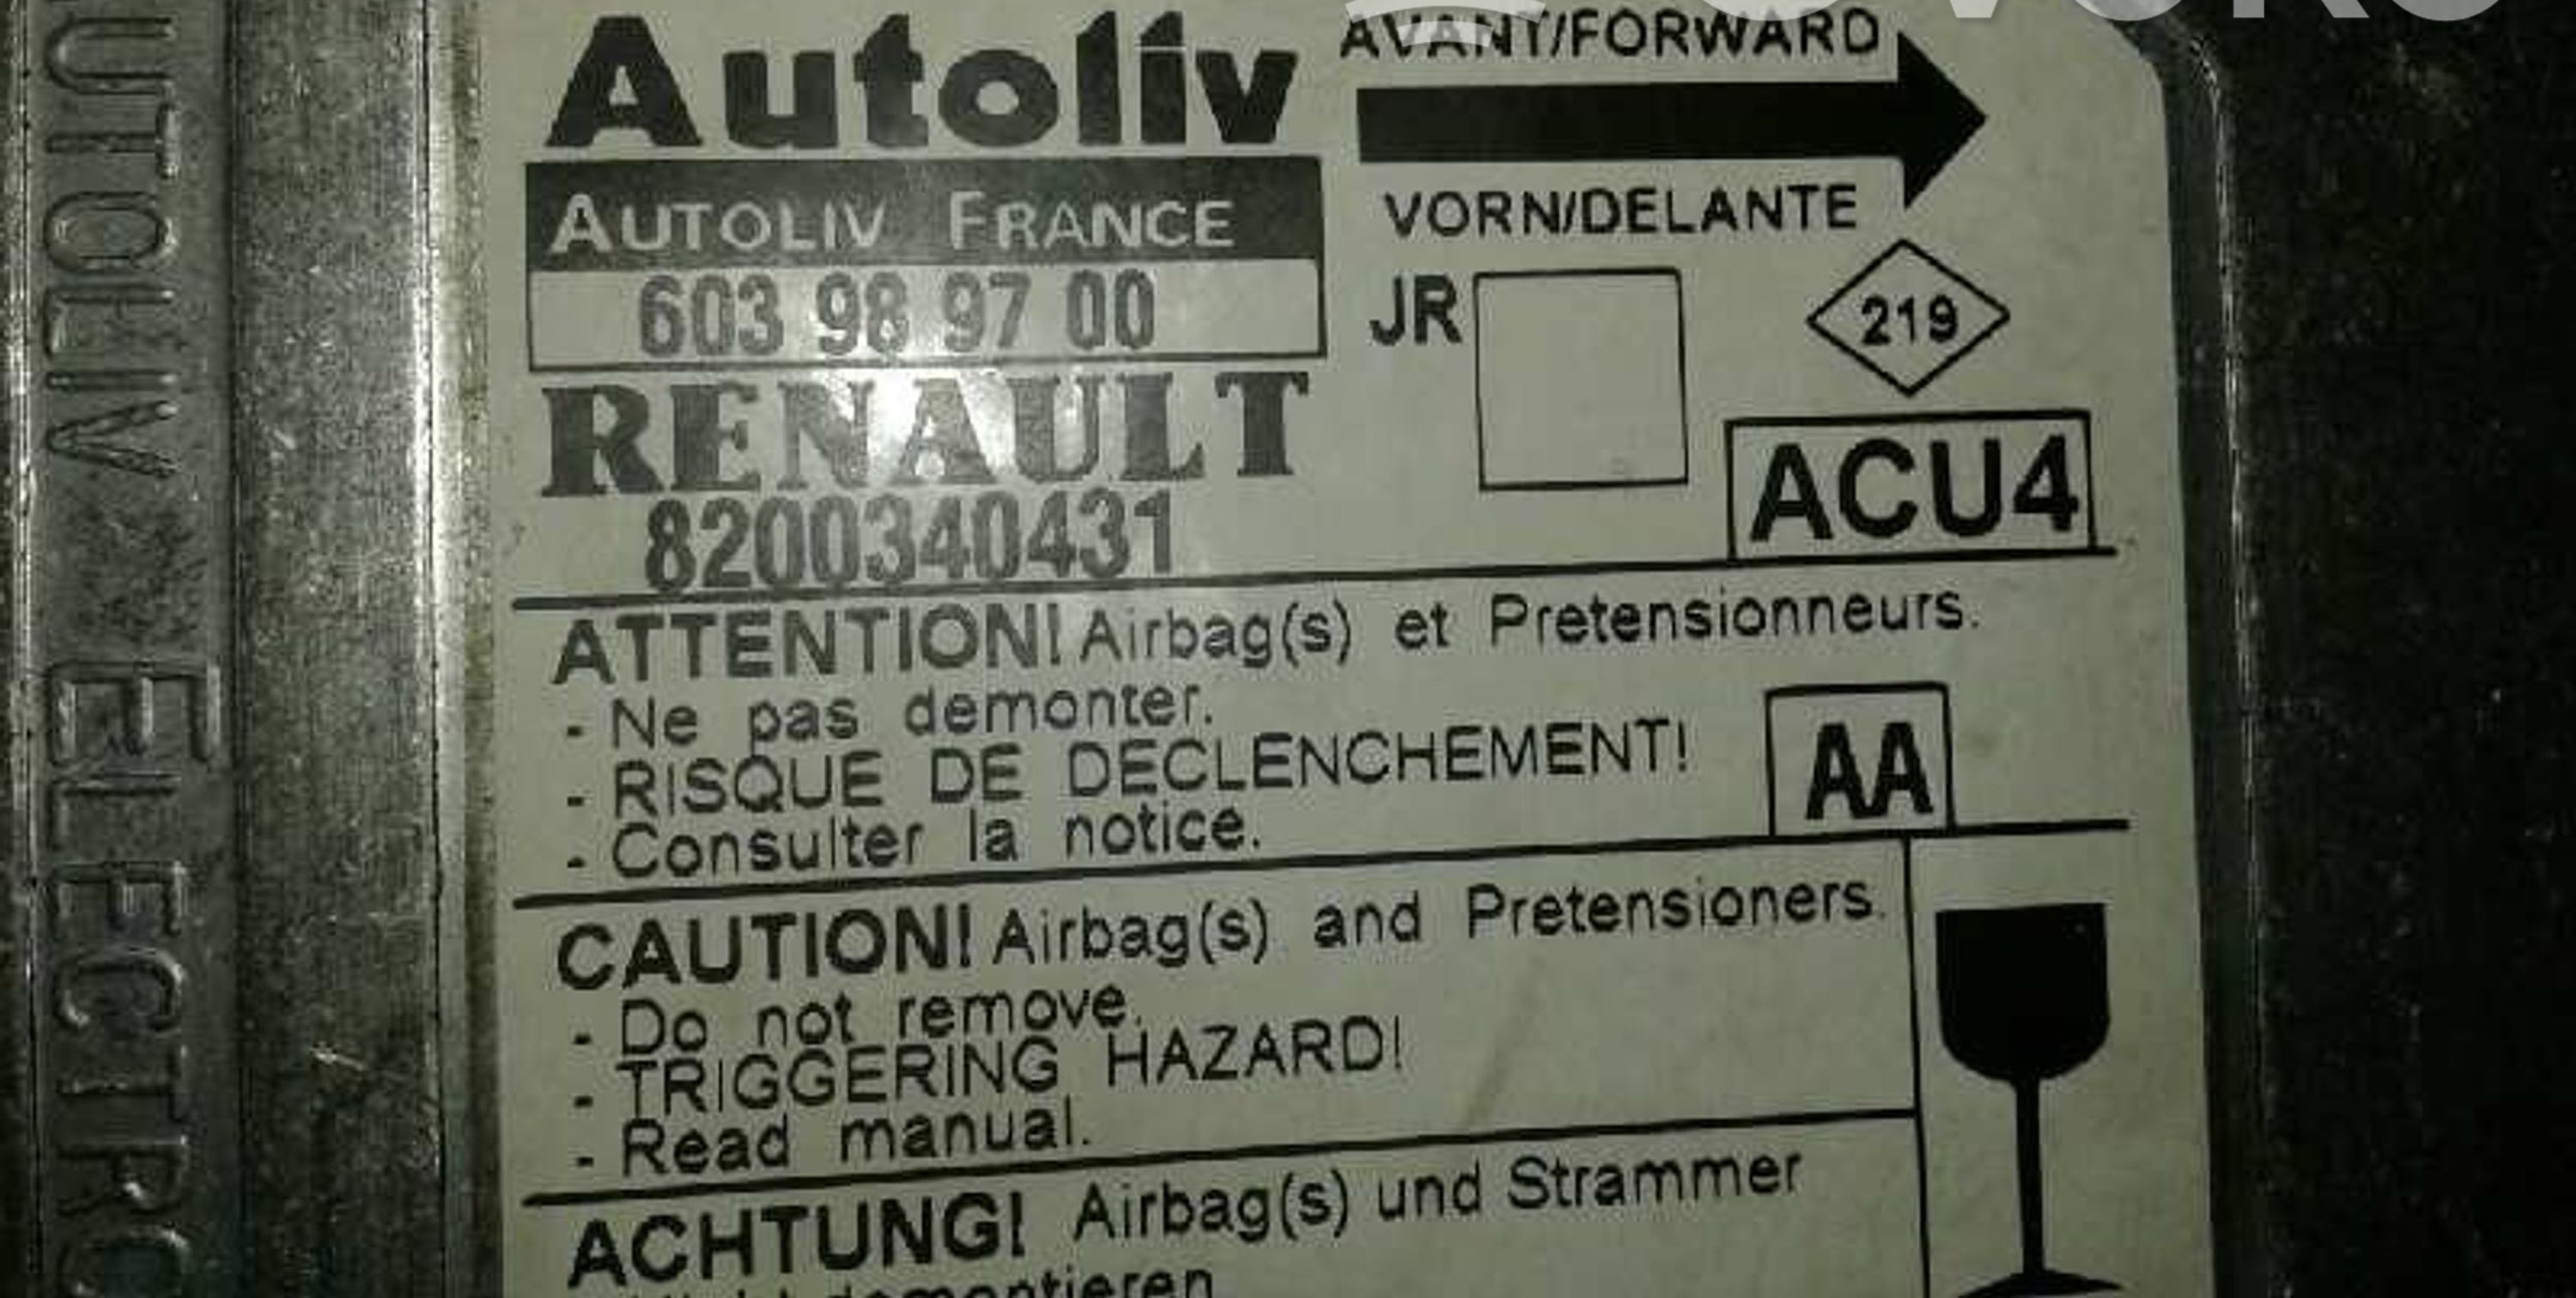 AUTOLIV ELECTRO
Autoliv
AUTOLIV FRANCE
603 98 97 00
RENAULT
8200340431
AVANT/FORWARD
VORN/DELANTE
JR
219
ACU4
ATTENTION! Airbag(s) et Pretensionneurs.
- Ne pas demonter.
- RISQUE DE DECLENCHEMENT!
- Consulter la notice.
AA
CAUTION! Airbag(s) and Pretensioners.
- Do not remove.
- TRIGGERING HAZARD!
- Read manual.
ACHTUNG! Airbag(s) und Strammer
demontieren